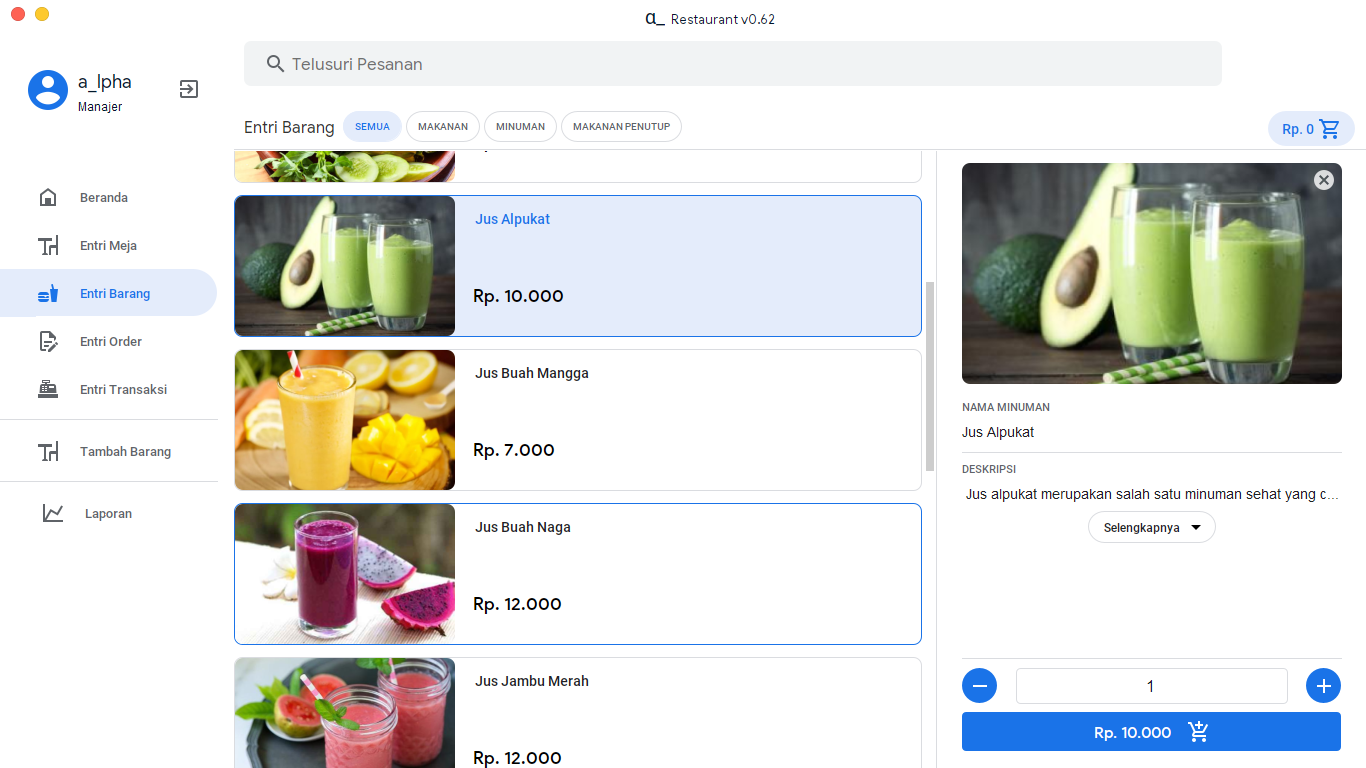 a_ Restaurant v0.62
Telusuri Pesanan
a_lpha
Manajer
Entri Barang
SEMUA
MAKANAN
MINUMAN
MAKANAN PENUTUP
Rp. 0
Beranda
Entri Meja
Entri Barang
Entri Order
Entri Transaksi
Tambah Barang
Laporan
Jus Alpukat
Rp. 10.000
Jus Buah Mangga
Rp. 7.000
Jus Buah Naga
Rp. 12.000
Jus Jambu Merah
Rp. 12.000
NAMA MINUMAN
Jus Alpukat
DESKRIPSI
Jus alpukat merupakan salah satu minuman sehat yang c...
Selengkapnya
1
Rp. 10.000